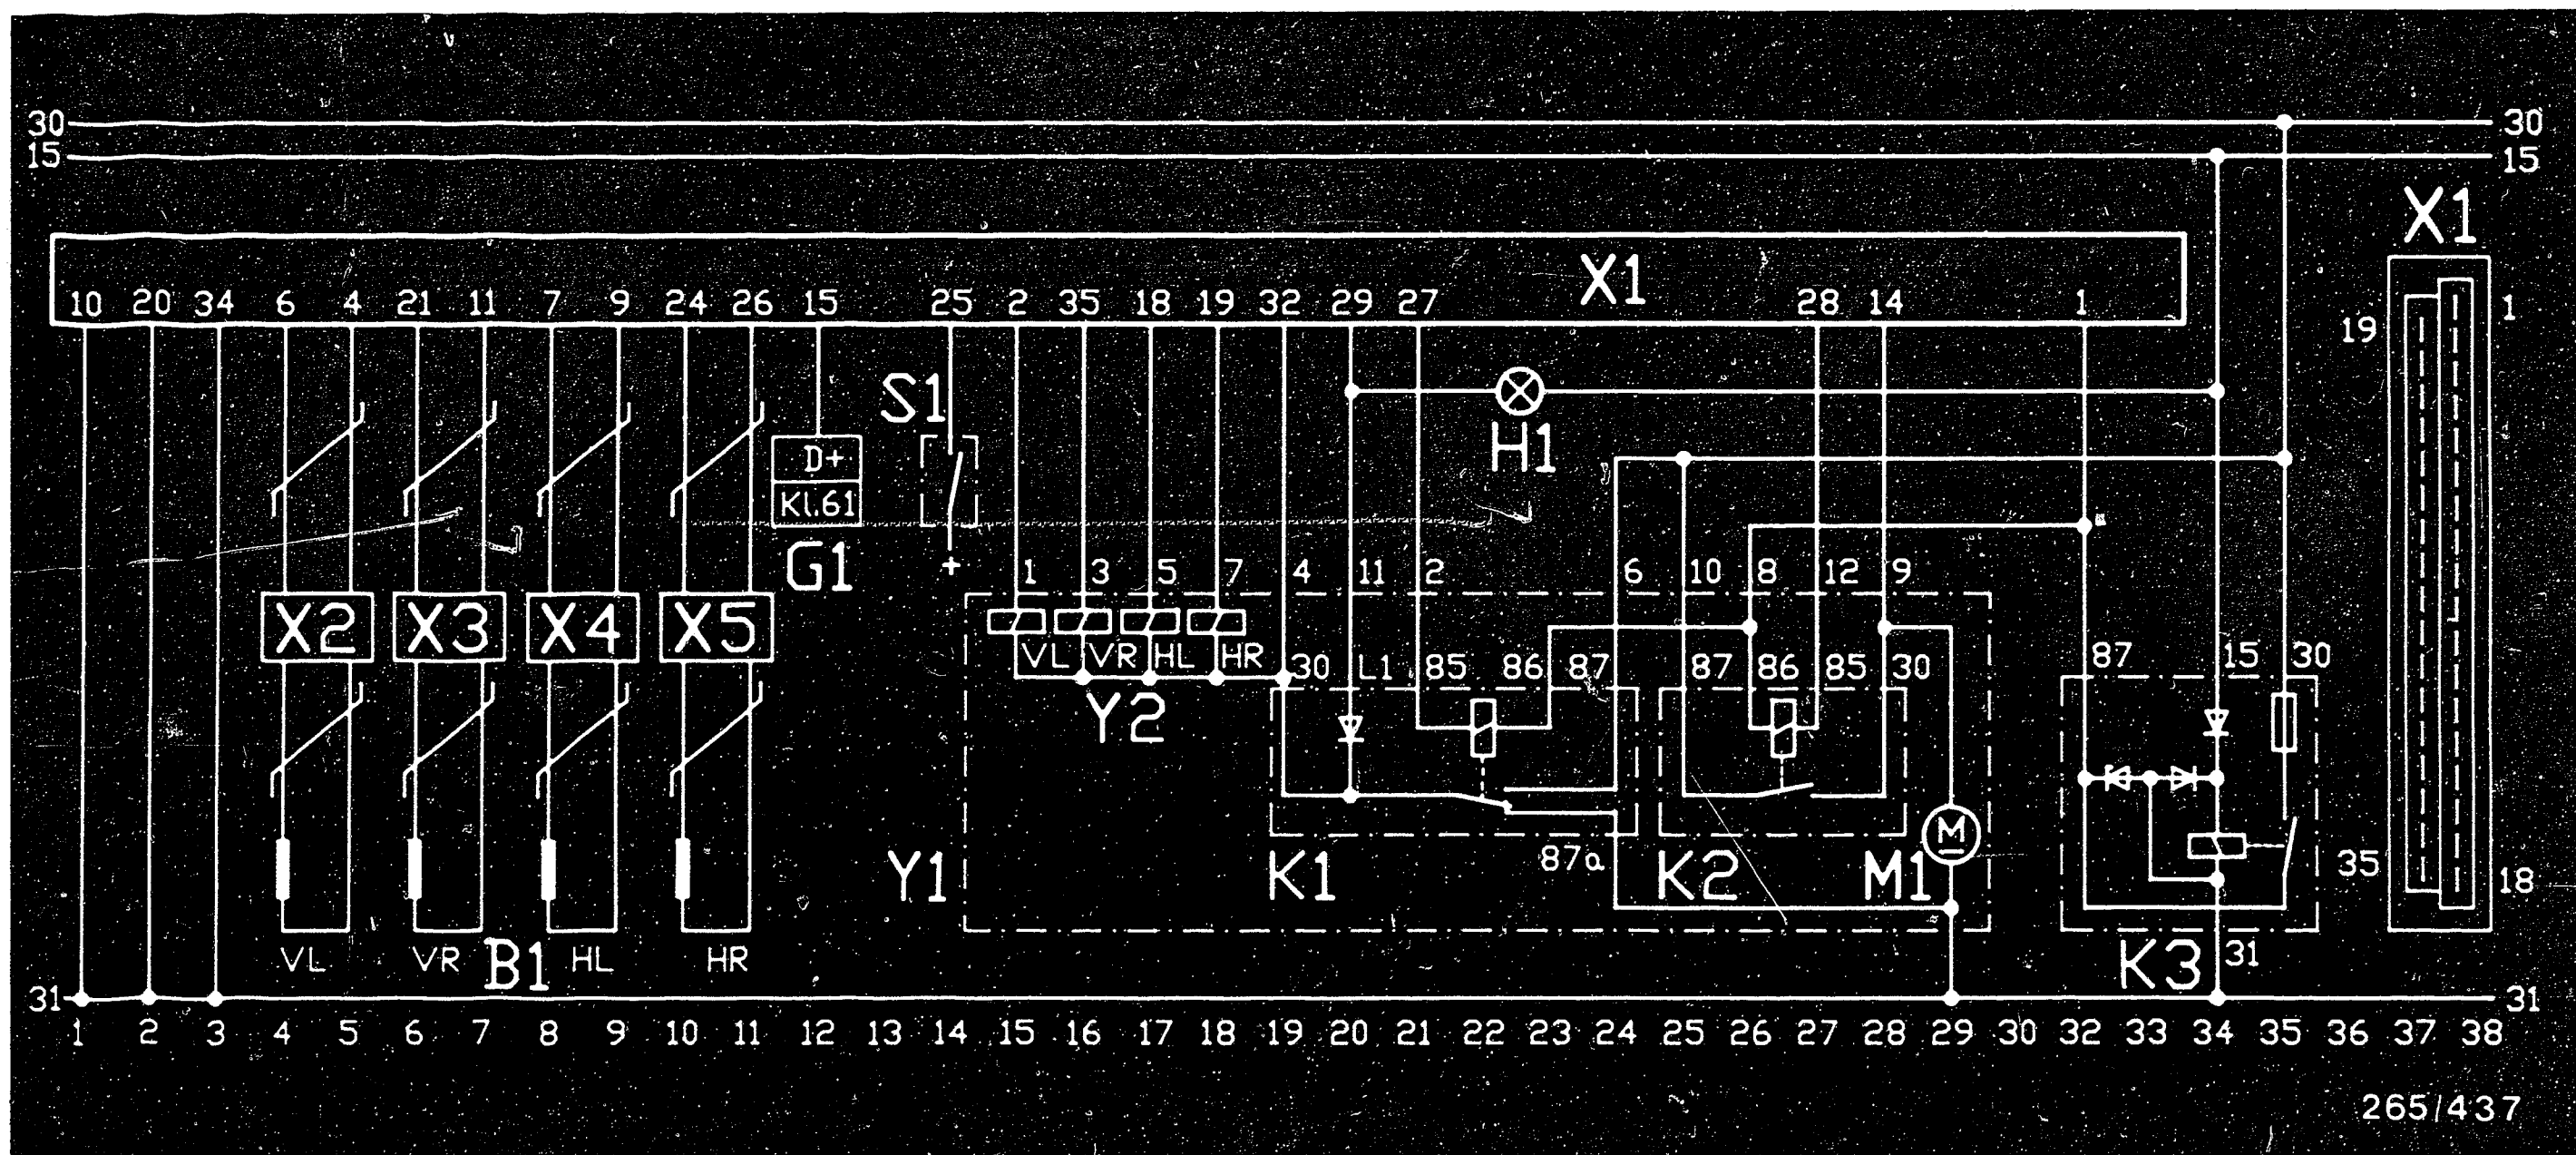 30 30
15 15
X1
X1
10 20 34 6 4 21 11 7 9 24 26 15 25 2 35 18 19 32 29 27 28 14 1
19 1
S1
H1
D+
Kl.61
G1
+
1 3 5 7 4 11 2 6 10 8 12 9
X2 X3 X4 X5
VL VR HL HR
30 L1 85 86 87 87 86 85 30 87 15 30
Y2
M
Y1 K1 87a K2 M1 35 18
VL VR B1 HL HR
K3 31
31 31
1 2 3 4 5 6 7 8 9 10 11 12 13 14 15 16 17 18 19 20 21 22 23 24 25 26 27 28 29 30 32 33 34 35 36 37 38
265/437